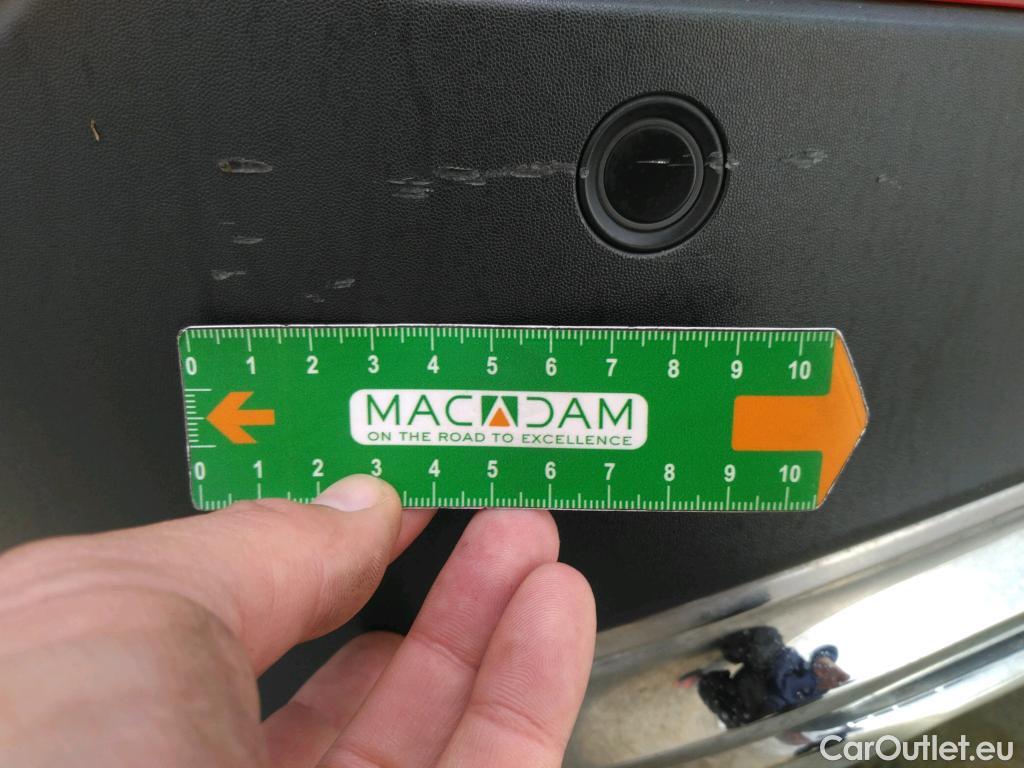 0 1 2 3 4 5 6 7 8 9 10
MACADAM
ON THE ROAD TO EXCELLENCE
0 1 2 3 4 5 6 7 8 9 10
CarOutlet.eu